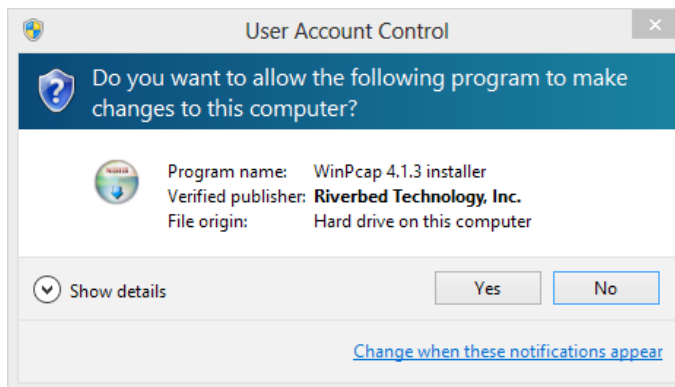 User Account Control
Do you want to allow the following program to make
changes to this computer?
Program name: WinPcap 4.1.3 installer
Verified publisher: Riverbed Technology, Inc.
File origin: Hard drive on this computer
Show details
Yes
No
Change when these notifications appear